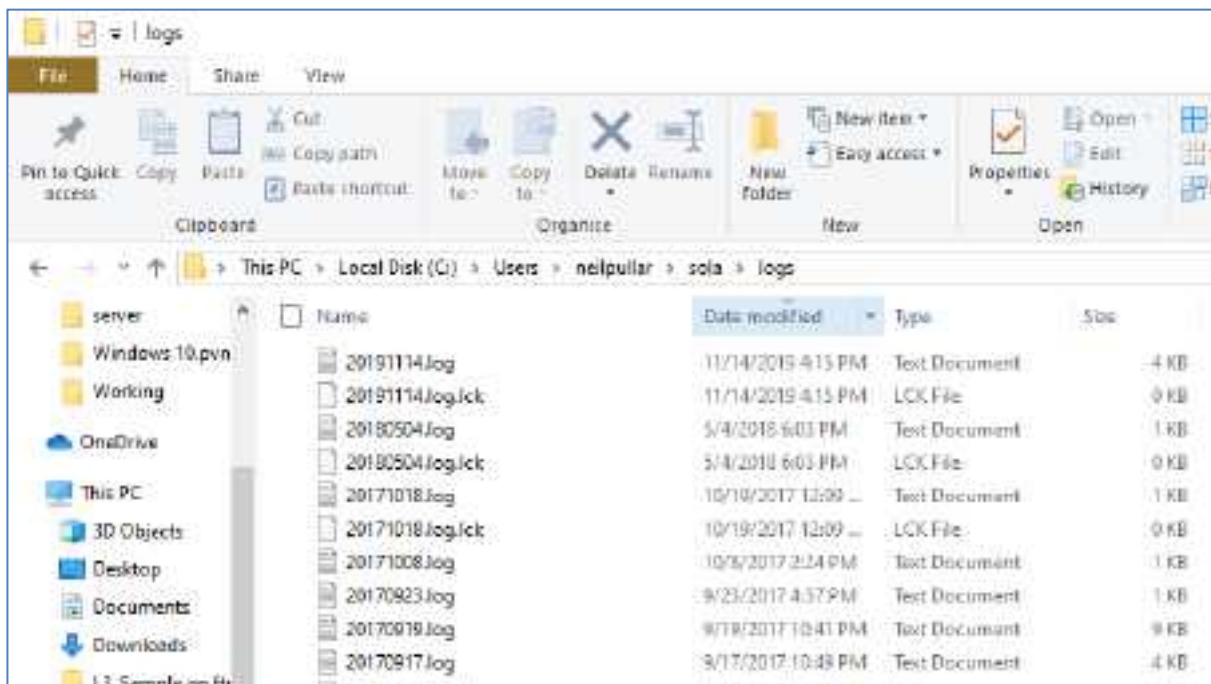 logs
File Home Share View
Pin to Quick access Copy Paste
Cut
Copy path
Paste shortcut
Move to Copy to Delete Rename
New folder
New item
Easy access
Properties
Open
Edit
History
Clipboard Organise New Open
This PC Local Disk (C:) Users neilpullar sola logs
server
Windows 10.pvn
Working
OneDrive
This PC
3D Objects
Desktop
Documents
Downloads
Name Date modified Type Size
20191114.log 11/14/2019 4:15 PM Text Document 4 KB
20191114.log.lck 11/14/2019 4:15 PM LCK File 0 KB
20180504.log 5/4/2018 6:03 PM Text Document 1 KB
20180504.log.lck 5/4/2018 6:03 PM LCK File 0 KB
20171018.log 10/19/2017 12:09 ... Text Document 1 KB
20171018.log.lck 10/19/2017 12:09 ... LCK File 0 KB
20171008.log 10/8/2017 2:24 PM Text Document 1 KB
20170923.log 9/23/2017 4:37 PM Text Document 1 KB
20170919.log 9/19/2017 10:41 PM Text Document 9 KB
20170917.log 9/17/2017 10:49 PM Text Document 4 KB